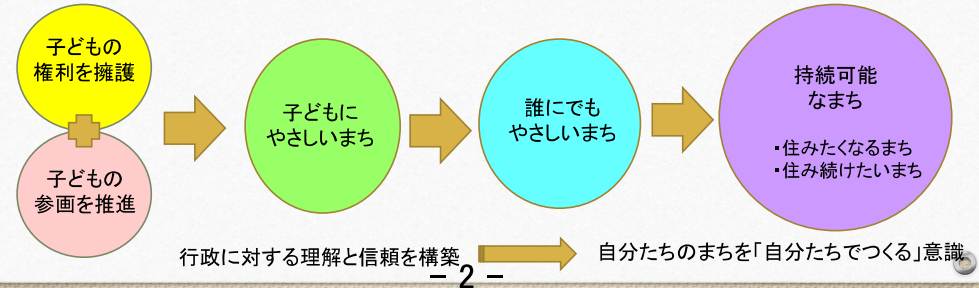 子どもの
権利を擁護
子どもの
参画を推進
子どもに
やさしいまち
誰にでも
やさしいまち
持続可能
なまち
・住みたくなるまち
・住み続けたいまち
行政に対する理解と信頼を構築
自分たちのまちを「自分たちでつくる」意識
－ 2 －